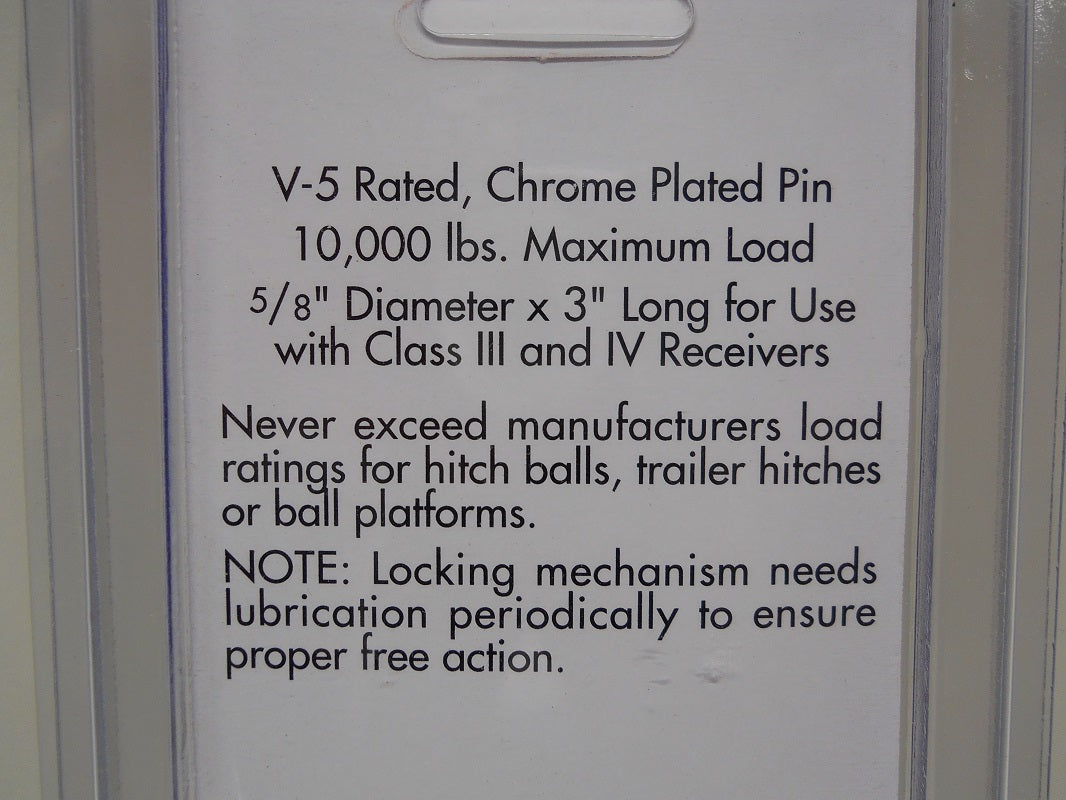 V-5 Rated, Chrome Plated Pin
10,000 lbs. Maximum Load
5/8" Diameter x 3" Long for Use
with Class III and IV Receivers
Never exceed manufacturers load
ratings for hitch balls, trailer hitches
or ball platforms.
NOTE: Locking mechanism needs
lubrication periodically to ensure
proper free action.